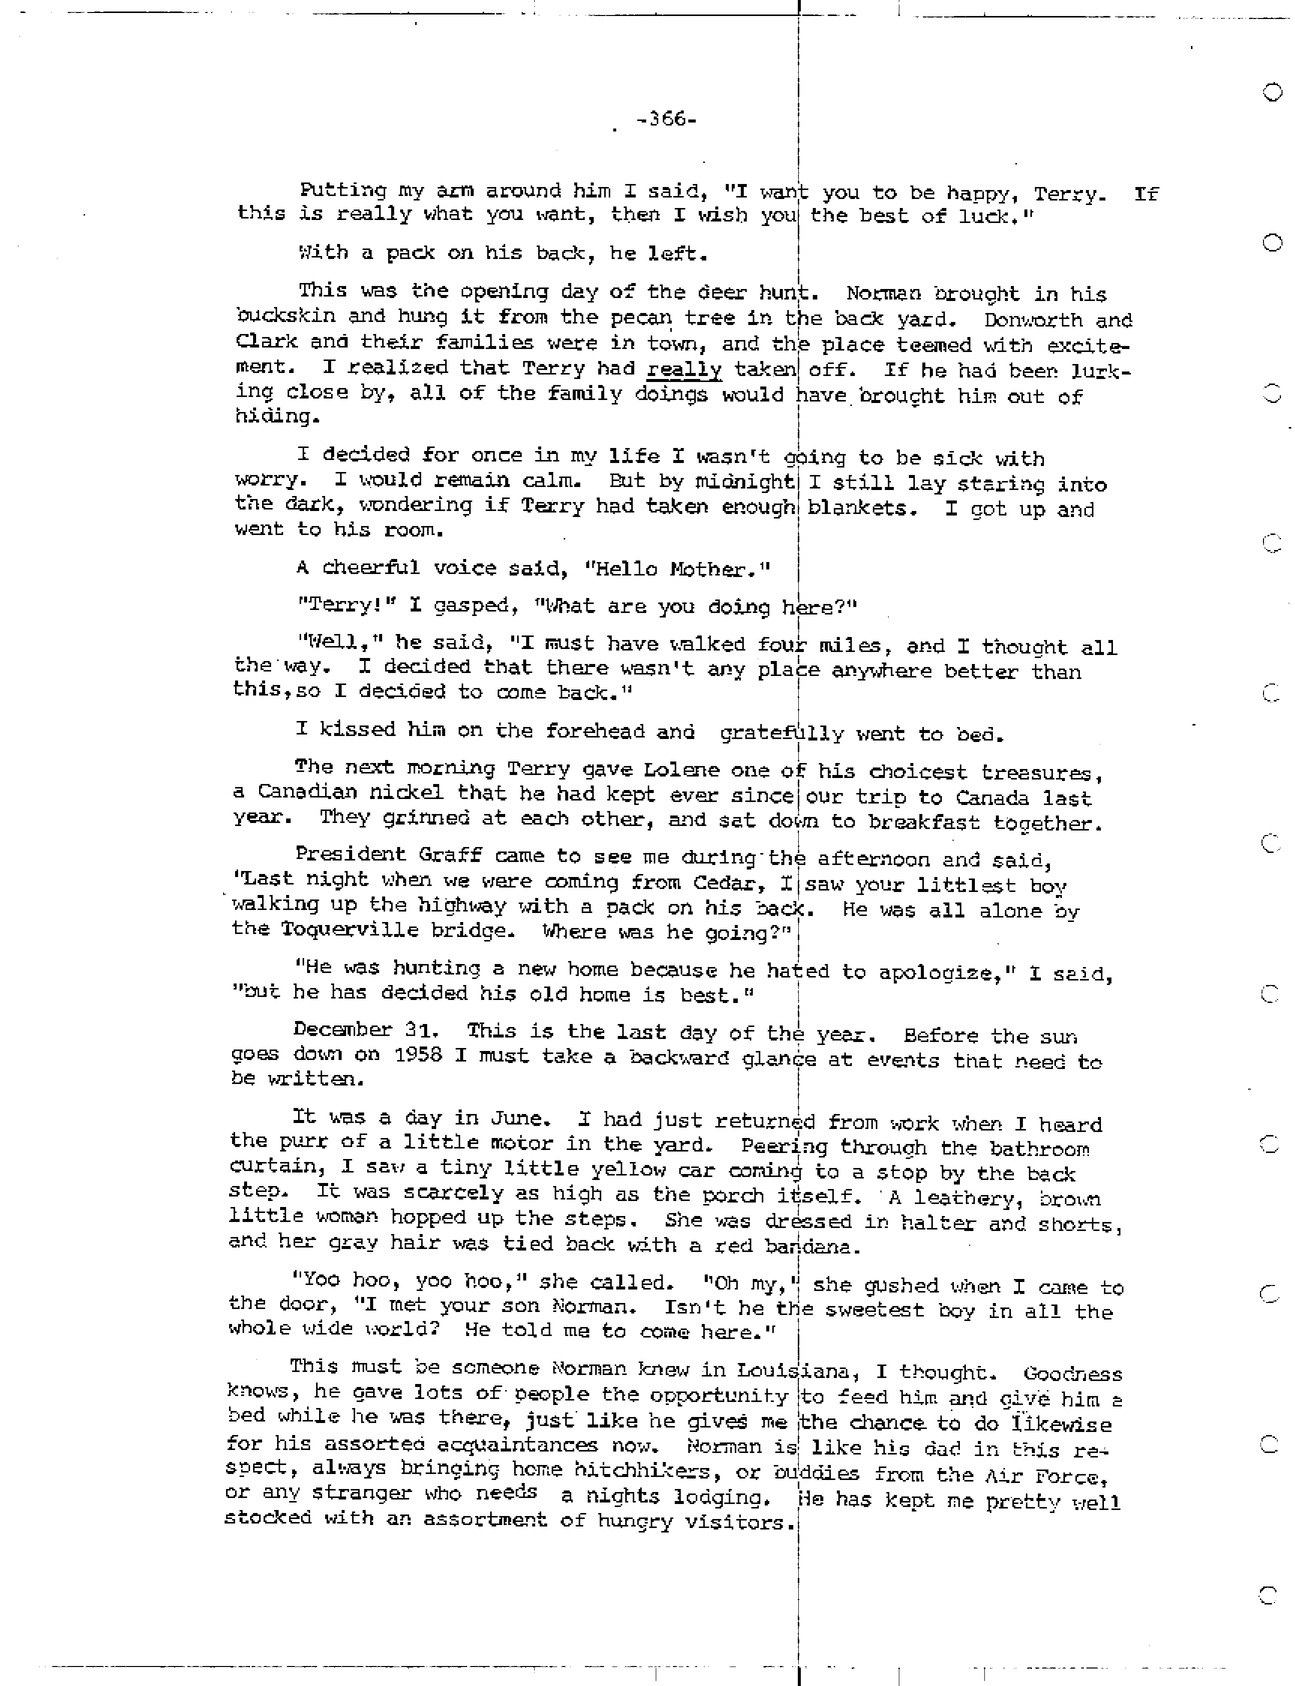 -366-
Putting my arm around him I said, "I want you to be happy, Terry. If
this is really what you want, then I wish you the best of luck."
With a pack on his back, he left.
This was the opening day of the deer hunt. Norman brought in his
buckskin and hung it from the pecan tree in the back yard. Donworth and
Clark and their families were in town, and the place teemed with excite-
ment. I realized that Terry had really taken off. If he had been lurk-
ing close by, all of the family doings would have brought him out of
hiding.
I decided for once in my life I wasn't going to be sick with
worry. I would remain calm. But by midnight I still lay staring into
the dark, wondering if Terry had taken enough blankets. I got up and
went to his room.
A cheerful voice said, "Hello Mother."
"Terry!" I gasped, "What are you doing here?"
"Well," he said, "I must have walked four miles, and I thought all
the way. I decided that there wasn't any place anywhere better than
this,so I decided to come back."
I kissed him on the forehead and gratefully went to bed.
The next morning Terry gave Lolene one of his choicest treasures,
a Canadian nickel that he had kept ever since our trip to Canada last
year. They grinned at each other, and sat down to breakfast together.
President Graff came to see me during the afternoon and said,
"Last night when we were coming from Cedar, I saw your littlest boy
walking up the highway with a pack on his back. He was all alone by
the Toquerville bridge. Where was he going?"
"He was hunting a new home because he hated to apologize," I said,
"but he has decided his old home is best."
December 31. This is the last day of the year. Before the sun
goes down on 1958 I must take a backward glance at events that need to
be written.
It was a day in June. I had just returned from work when I heard
the purr of a little motor in the yard. Peering through the bathroom
curtain, I saw a tiny little yellow car coming to a stop by the back
step. It was scarcely as high as the porch itself. A leathery, brown
little woman hopped up the steps. She was dressed in halter and shorts,
and her gray hair was tied back with a red bandana.
"Yoo hoo, yoo hoo," she called. "Oh my," she gushed when I came to
the door, "I met your son Norman. Isn't he the sweetest boy in all the
whole wide world? He told me to come here."
This must be someone Norman knew in Louisiana, I thought. Goodness
knows, he gave lots of people the opportunity to feed him and give him a
bed while he was there, just like he gives me the chance to do likewise
for his assorted acquaintances now. Norman is like his dad in this re-
spect, always bringing home hitchhikers, or buddies from the Air Force,
or any stranger who needs a nights lodging. He has kept me pretty well
stocked with an assortment of hungry visitors.